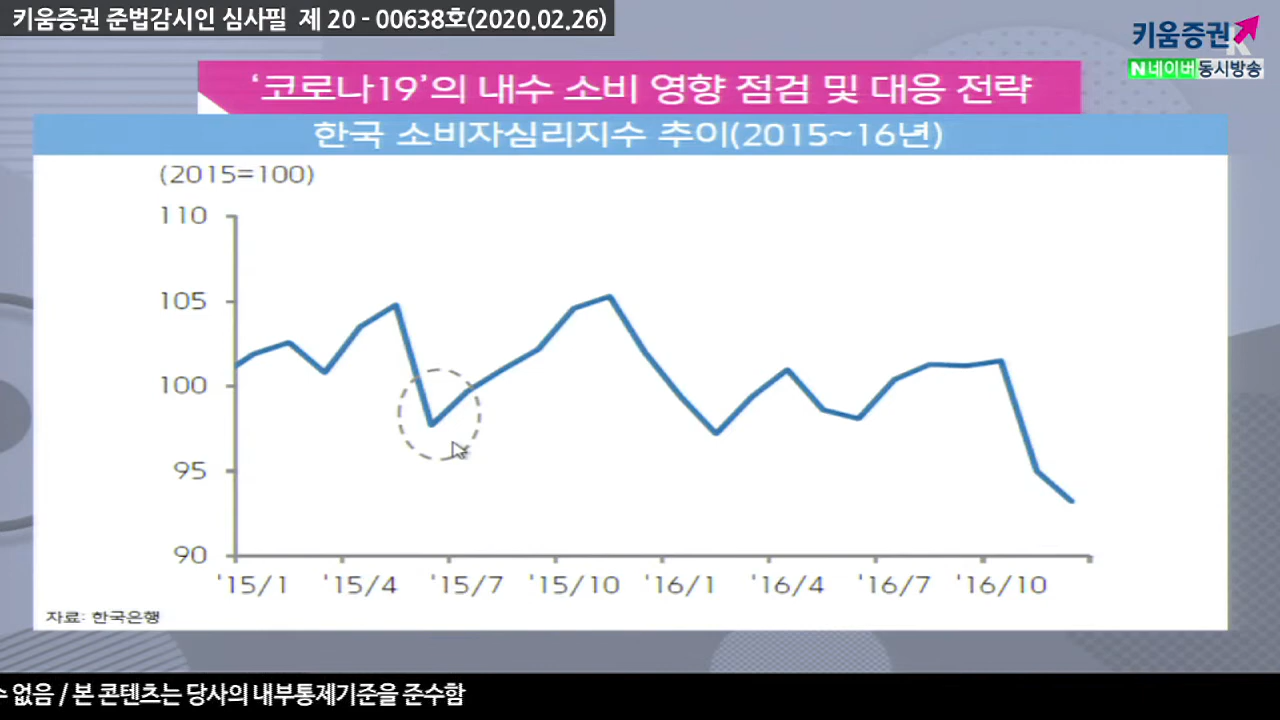 키움증권 준법감시인 심사필 제 20 - 00638호(2020.02.26)
키움증권
N 네이버 동시방송
‘코로나19’의 내수 소비 영향 점검 및 대응 전략
한국 소비자심리지수 추이(2015~16년)
(2015=100)
110
105
100
95
90
'15/1 '15/4 '15/7 '15/10 '16/1 '16/4 '16/7 '16/10
자료: 한국은행
없음 / 본 콘텐츠는 당사의 내부통제기준을 준수함